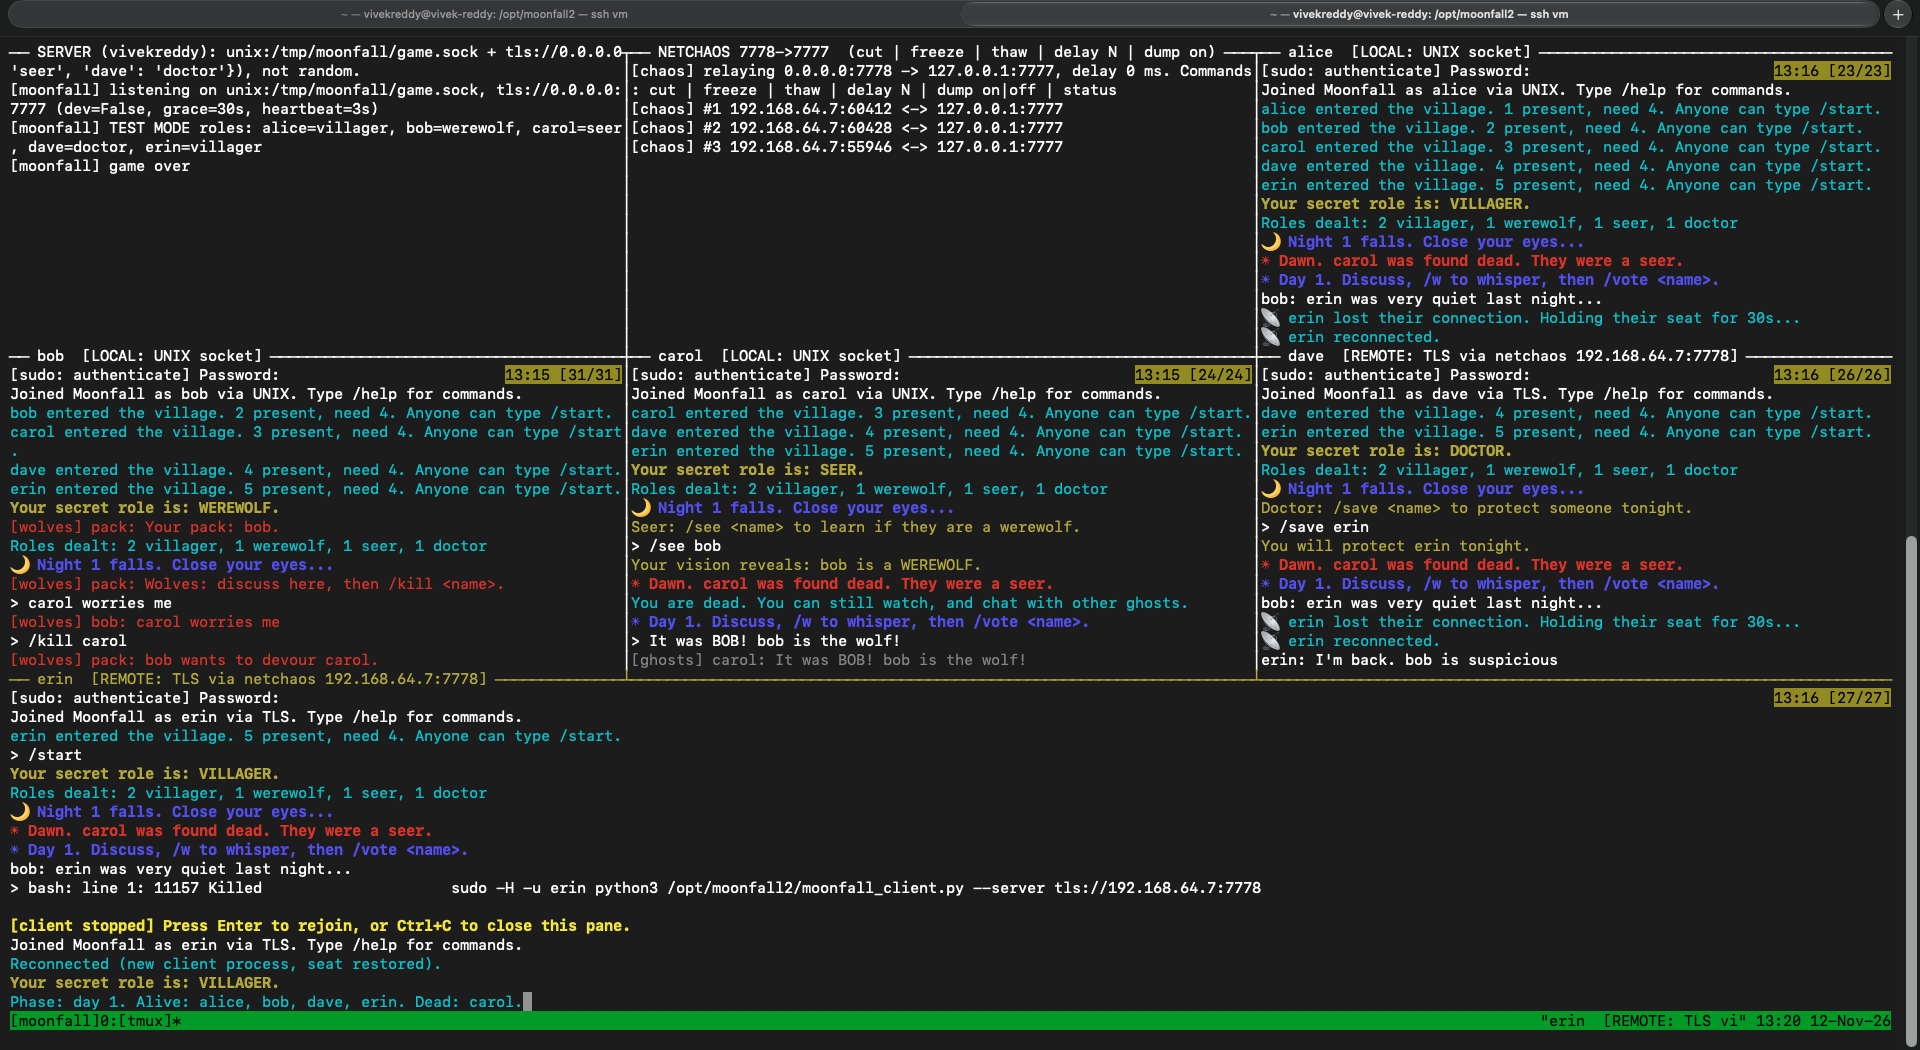 ~ — vivekreddy@vivek-reddy: /opt/moonfall2 — ssh vm
~ — vivekreddy@vivek-reddy: /opt/moonfall2 — ssh vm
+
── SERVER (vivekreddy): unix:/tmp/moonfall/game.sock + tls://0.0.0.0
'seer', 'dave': 'doctor'}), not random.
[moonfall] listening on unix:/tmp/moonfall/game.sock, tls://0.0.0.0:
7777 (dev=False, grace=30s, heartbeat=3s)
[moonfall] TEST MODE roles: alice=villager, bob=werewolf, carol=seer
, dave=doctor, erin=villager
[moonfall] game over
── NETCHAOS 7778->7777  (cut | freeze | thaw | delay N | dump on) ──
[chaos] relaying 0.0.0.0:7778 -> 127.0.0.1:7777, delay 0 ms. Commands
: cut | freeze | thaw | delay N | dump on|off | status
[chaos] #1 192.168.64.7:60412 <-> 127.0.0.1:7777
[chaos] #2 192.168.64.7:60428 <-> 127.0.0.1:7777
[chaos] #3 192.168.64.7:55946 <-> 127.0.0.1:7777
── alice  [LOCAL: UNIX socket] ──
[sudo: authenticate] Password: 13:16 [23/23]
Joined Moonfall as alice via UNIX. Type /help for commands.
alice entered the village. 1 present, need 4. Anyone can type /start.
bob entered the village. 2 present, need 4. Anyone can type /start.
carol entered the village. 3 present, need 4. Anyone can type /start.
dave entered the village. 4 present, need 4. Anyone can type /start.
erin entered the village. 5 present, need 4. Anyone can type /start.
Your secret role is: VILLAGER.
Roles dealt: 2 villager, 1 werewolf, 1 seer, 1 doctor
🌙 Night 1 falls. Close your eyes...
☀ Dawn. carol was found dead. They were a seer.
☀ Day 1. Discuss, /w to whisper, then /vote <name>.
bob: erin was very quiet last night...
📡 erin lost their connection. Holding their seat for 30s...
📡 erin reconnected.
── bob  [LOCAL: UNIX socket] ──
[sudo: authenticate] Password: 13:15 [31/31]
Joined Moonfall as bob via UNIX. Type /help for commands.
bob entered the village. 2 present, need 4. Anyone can type /start.
carol entered the village. 3 present, need 4. Anyone can type /start
.
dave entered the village. 4 present, need 4. Anyone can type /start.
erin entered the village. 5 present, need 4. Anyone can type /start.
Your secret role is: WEREWOLF.
[wolves] pack: Your pack: bob.
Roles dealt: 2 villager, 1 werewolf, 1 seer, 1 doctor
🌙 Night 1 falls. Close your eyes...
[wolves] pack: Wolves: discuss here, then /kill <name>.
> carol worries me
[wolves] bob: carol worries me
> /kill carol
[wolves] pack: bob wants to devour carol.
── carol  [LOCAL: UNIX socket] ──
[sudo: authenticate] Password: 13:15 [24/24]
Joined Moonfall as carol via UNIX. Type /help for commands.
carol entered the village. 3 present, need 4. Anyone can type /start.
dave entered the village. 4 present, need 4. Anyone can type /start.
erin entered the village. 5 present, need 4. Anyone can type /start.
Your secret role is: SEER.
Roles dealt: 2 villager, 1 werewolf, 1 seer, 1 doctor
🌙 Night 1 falls. Close your eyes...
Seer: /see <name> to learn if they are a werewolf.
> /see bob
Your vision reveals: bob is a WEREWOLF.
☀ Dawn. carol was found dead. They were a seer.
You are dead. You can still watch, and chat with other ghosts.
☀ Day 1. Discuss, /w to whisper, then /vote <name>.
> It was BOB! bob is the wolf!
[ghosts] carol: It was BOB! bob is the wolf!
── dave  [REMOTE: TLS via netchaos 192.168.64.7:7778] ──
[sudo: authenticate] Password: 13:16 [26/26]
Joined Moonfall as dave via TLS. Type /help for commands.
dave entered the village. 4 present, need 4. Anyone can type /start.
erin entered the village. 5 present, need 4. Anyone can type /start.
Your secret role is: DOCTOR.
Roles dealt: 2 villager, 1 werewolf, 1 seer, 1 doctor
🌙 Night 1 falls. Close your eyes...
Doctor: /save <name> to protect someone tonight.
> /save erin
You will protect erin tonight.
☀ Dawn. carol was found dead. They were a seer.
☀ Day 1. Discuss, /w to whisper, then /vote <name>.
bob: erin was very quiet last night...
📡 erin lost their connection. Holding their seat for 30s...
📡 erin reconnected.
erin: I'm back. bob is suspicious
── erin  [REMOTE: TLS via netchaos 192.168.64.7:7778] ──
[sudo: authenticate] Password: 13:16 [27/27]
Joined Moonfall as erin via TLS. Type /help for commands.
erin entered the village. 5 present, need 4. Anyone can type /start.
> /start
Your secret role is: VILLAGER.
Roles dealt: 2 villager, 1 werewolf, 1 seer, 1 doctor
🌙 Night 1 falls. Close your eyes...
☀ Dawn. carol was found dead. They were a seer.
☀ Day 1. Discuss, /w to whisper, then /vote <name>.
bob: erin was very quiet last night...
> bash: line 1: 11157 Killed                     sudo -H -u erin python3 /opt/moonfall2/moonfall_client.py --server tls://192.168.64.7:7778
[client stopped] Press Enter to rejoin, or Ctrl+C to close this pane.
Joined Moonfall as erin via TLS. Type /help for commands.
Reconnected (new client process, seat restored).
Your secret role is: VILLAGER.
Phase: day 1. Alive: alice, bob, dave, erin. Dead: carol.
[moonfall]0:[tmux]* "erin  [REMOTE: TLS vi" 13:20 12-Nov-26